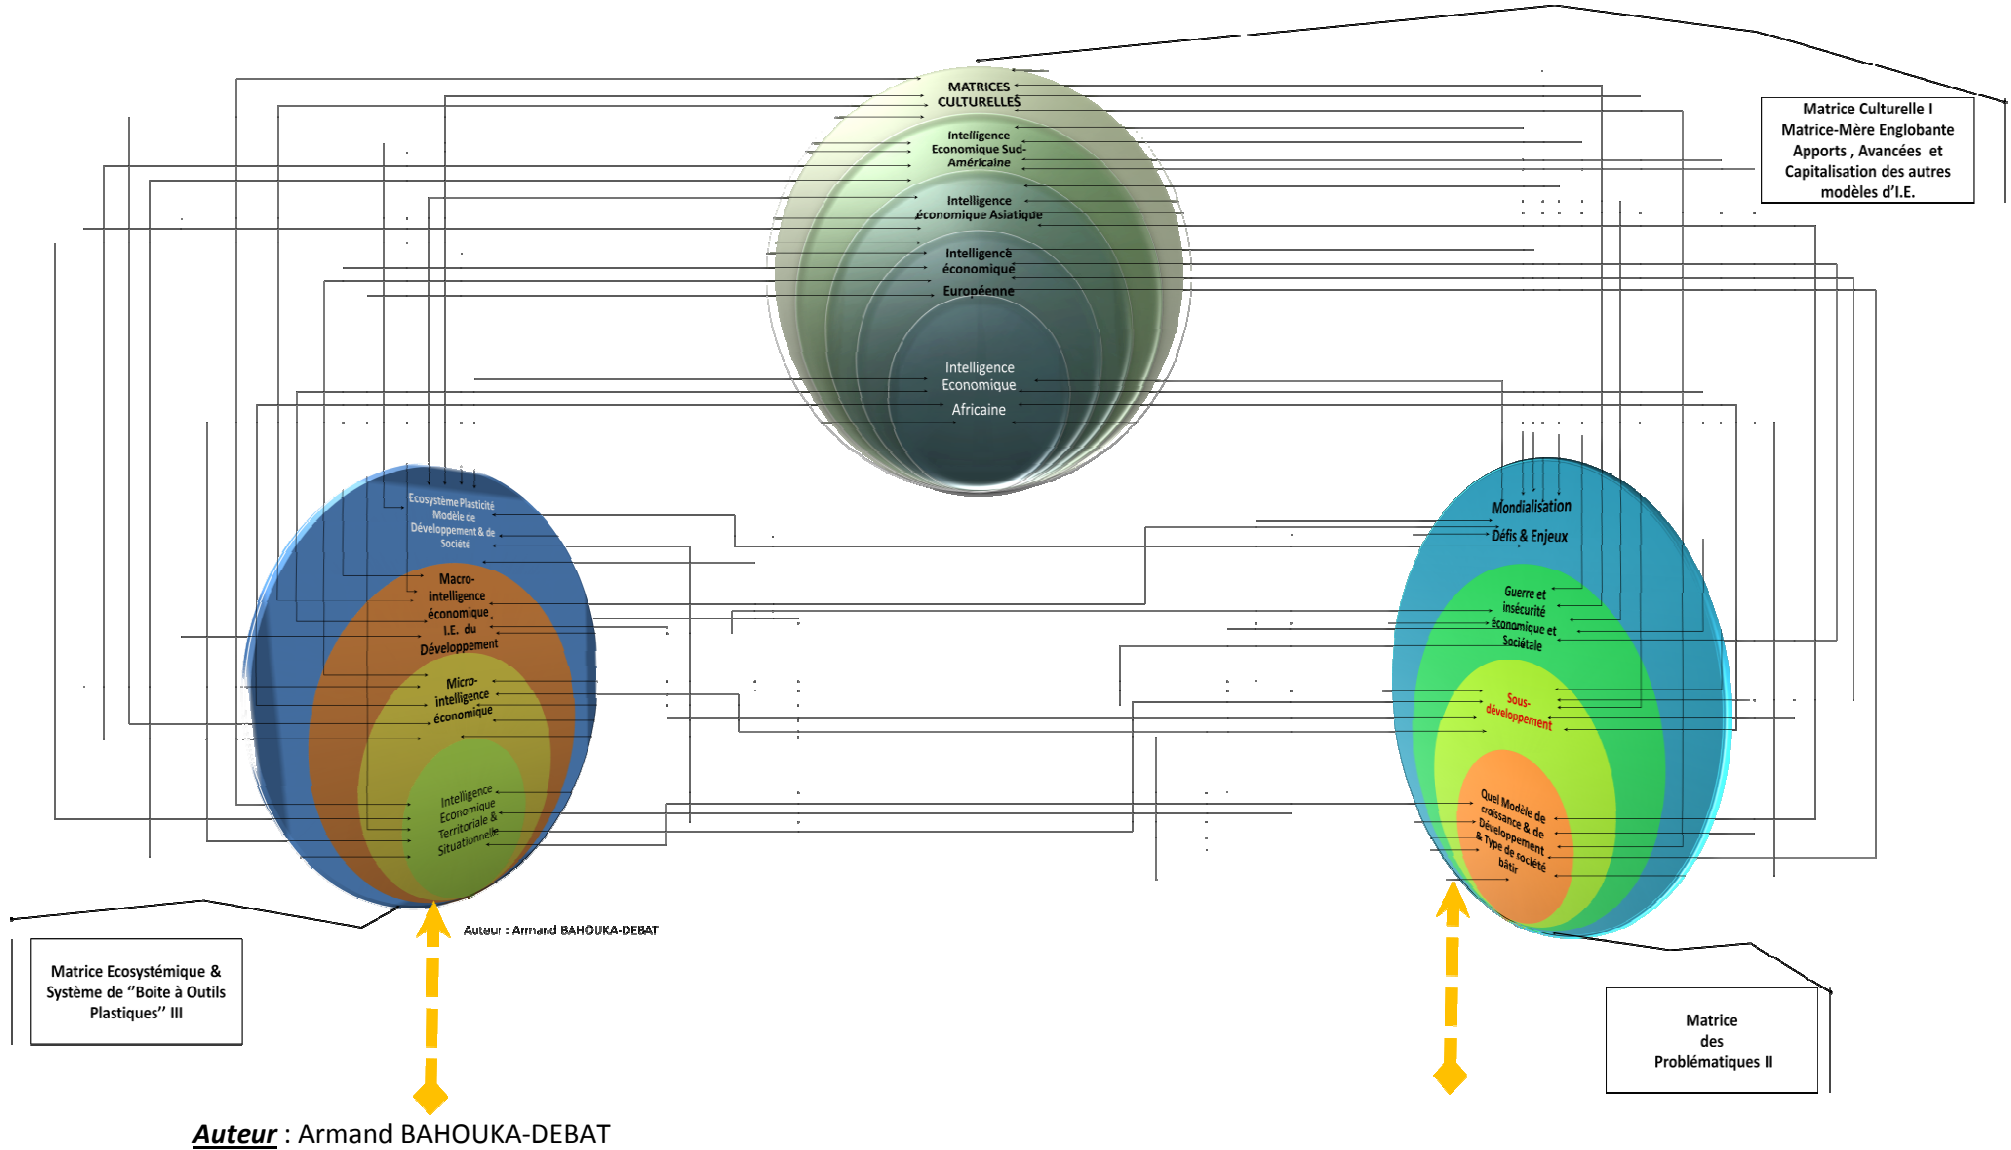 MATRICES
CULTURELLES
Intelligence
Economique Sud-
Américaine
Intelligence
économique Asiatique
Intelligence
économique
Européenne
Intelligence
Economique
Africaine
Matrice Culturelle I
Matrice-Mère Englobante
Apports , Avancées et
Capitalisation des autres
modèles d'I.E.
Ecosystème Plasticité
Modèle de
Développement & de
Société
Macro-
intelligence
économique
I.E. du
Développement
Micro-
intelligence
économique
Intelligence
Economique
Territoriale &
Situationnelle
Mondialisation
Défis & Enjeux
Guerre et
insécurité
économique et
Sociétale
Sous-
développement
Quel Modèle de
croissance & de
Développement
& Type de société
bâtir
Auteur : Armand BAHOUKA-DEBAT
Matrice Ecosystémique &
Système de ‘’Boite à Outils
Plastiques’’ III
Matrice
des
Problématiques II
Auteur : Armand BAHOUKA-DEBAT